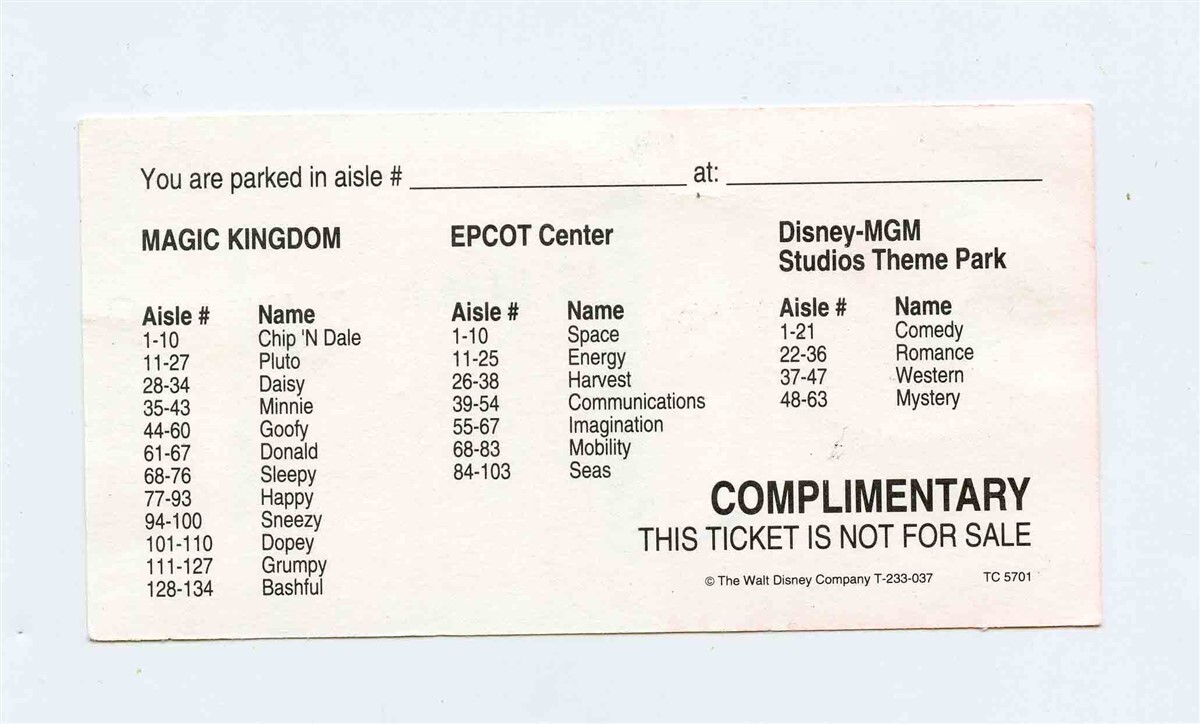 You are parked in aisle # ____________ at: ____________
MAGIC KINGDOM
Aisle # Name
1-10 Chip 'N Dale
11-27 Pluto
28-34 Daisy
35-43 Minnie
44-60 Goofy
61-67 Donald
68-76 Sleepy
77-93 Happy
94-100 Sneezy
101-110 Dopey
111-127 Grumpy
128-134 Bashful
EPCOT Center
Aisle # Name
1-10 Space
11-25 Energy
26-38 Harvest
39-54 Communications
55-67 Imagination
68-83 Mobility
84-103 Seas
Disney-MGM
Studios Theme Park
Aisle # Name
1-21 Comedy
22-36 Romance
37-47 Western
48-63 Mystery
COMPLIMENTARY
THIS TICKET IS NOT FOR SALE
© The Walt Disney Company T-233-037 TC 5701